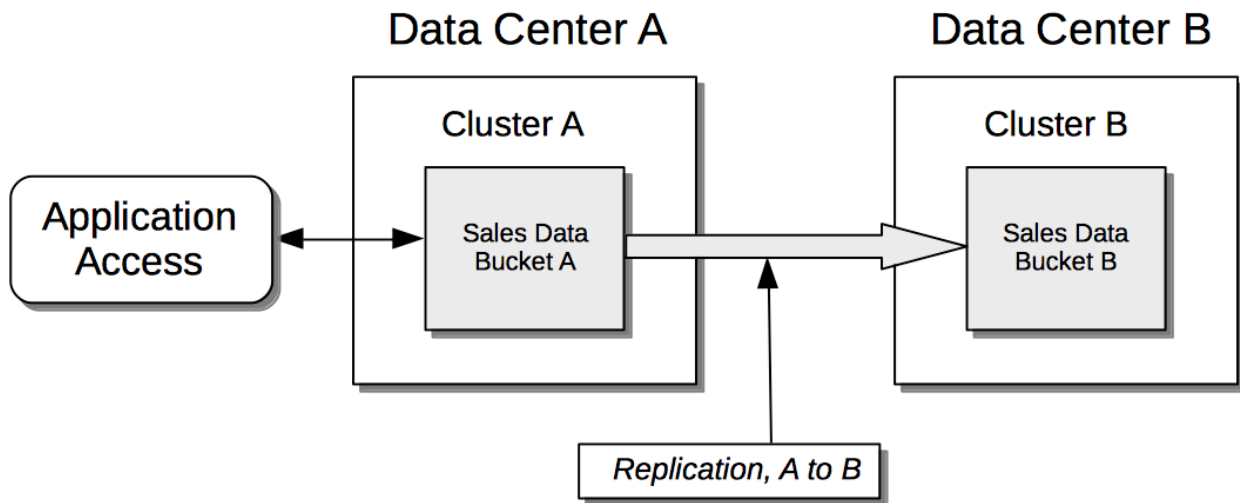 Data Center A
Data Center B
Cluster A
Cluster B
Application
Access
Sales Data
Bucket A
Sales Data
Bucket B
Replication, A to B